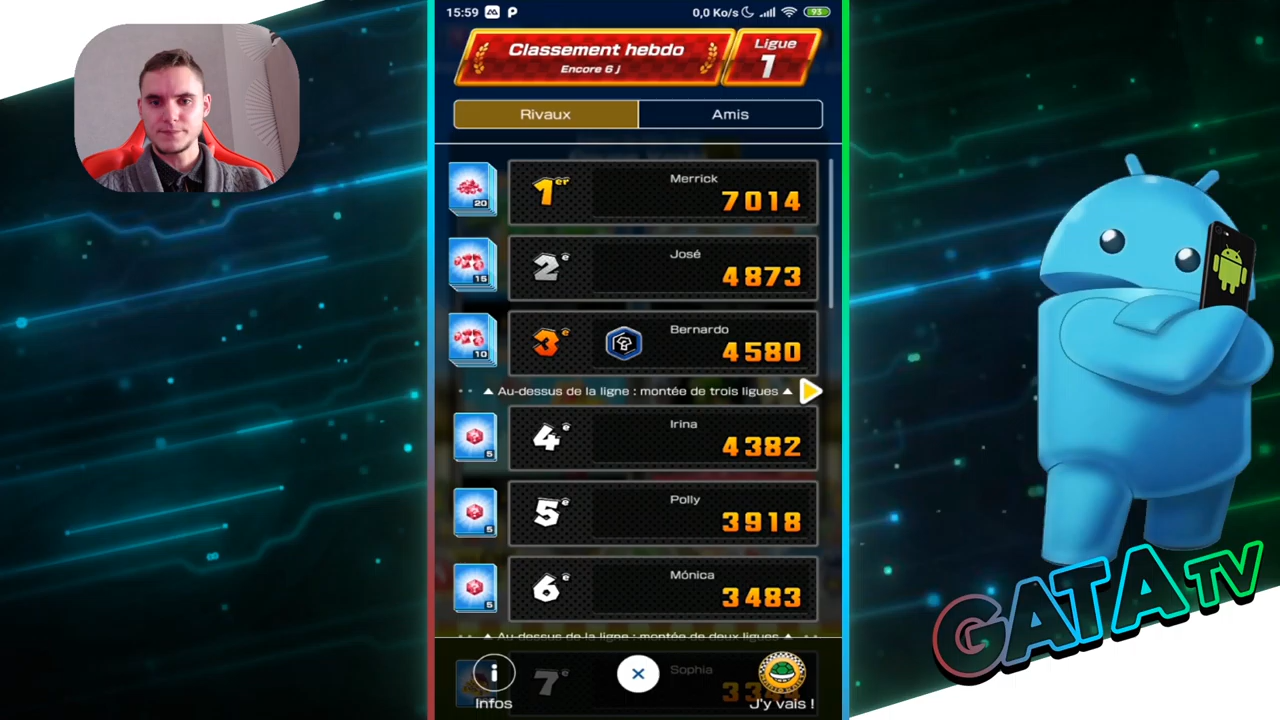 15:59 P 0,0 Ko/s 93
Classement hebdo
Encore 6 J
Ligue
1
Rivaux Amis
20
1er Merrick
7014
15
2e José
4873
10
3e Bernardo
4580
Au-dessus de la ligne : montée de trois ligues
5
4e Irina
4382
5
5e Polly
3918
5
6e Mónica
3483
Au-dessus de la ligne : montée de deux ligues
7e Sophia
i
Infos
J'y vais !
GATA TV